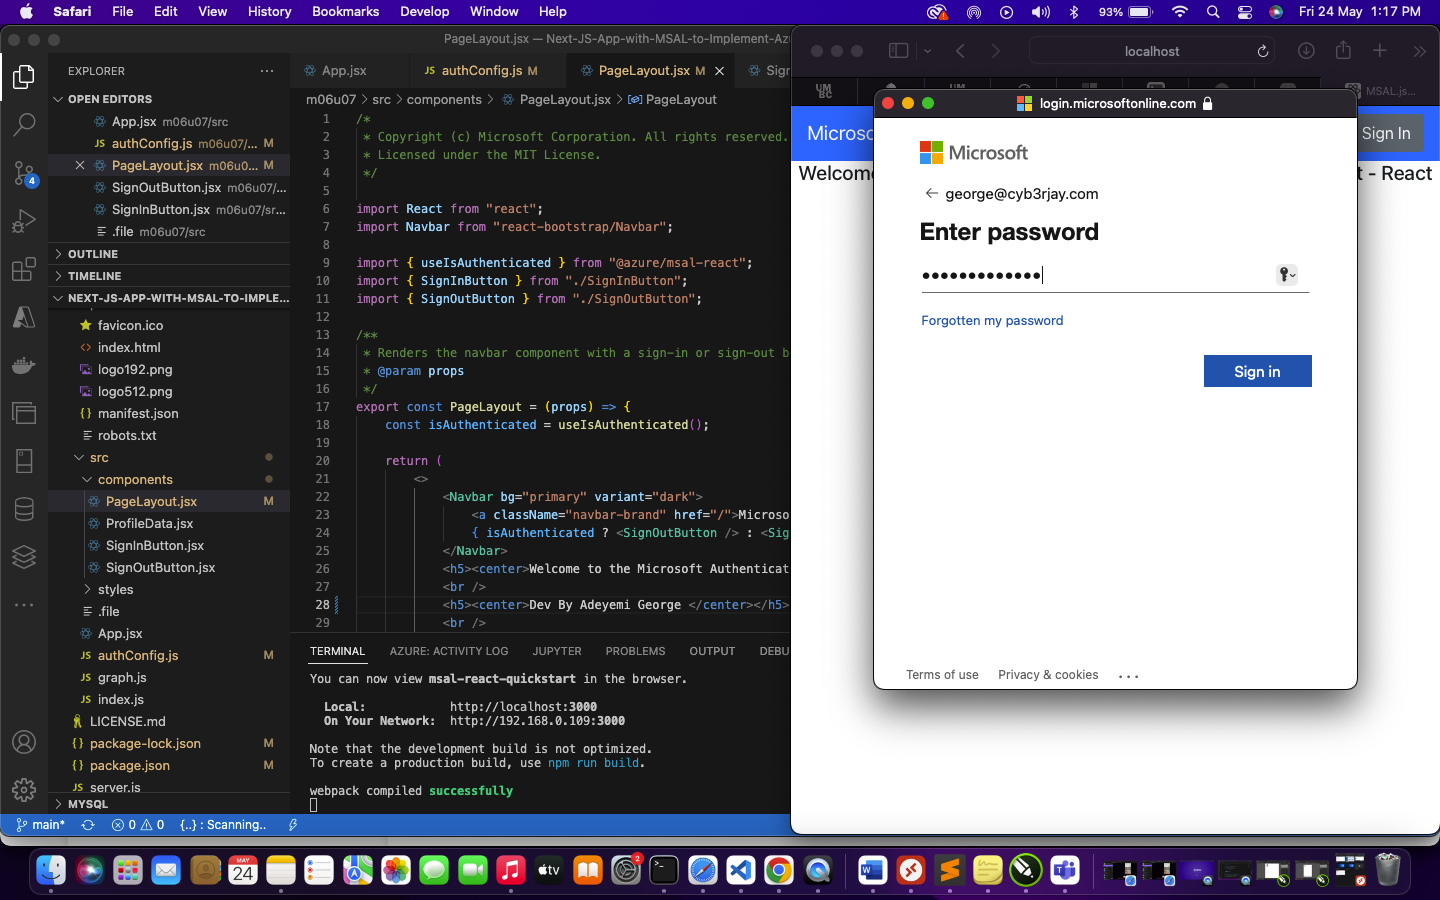 Safari File Edit View History Bookmarks Develop Window Help
93% Fri 24 May 1:17 PM
PageLayout.jsx — Next-JS-App-with-MSAL-to-Implement-Az
EXPLORER
OPEN EDITORS
App.jsx m06u07/src
authConfig.js m06u07/... M
PageLayout.jsx m06u0... M
SignOutButton.jsx m06u07/...
SignInButton.jsx m06u07/sr...
.file m06u07/src
OUTLINE
TIMELINE
NEXT-JS-APP-WITH-MSAL-TO-IMPLE...
favicon.ico
index.html
logo192.png
logo512.png
manifest.json
robots.txt
src
components
PageLayout.jsx M
ProfileData.jsx
SignInButton.jsx
SignOutButton.jsx
styles
.file
App.jsx
authConfig.js M
graph.js
index.js
LICENSE.md
package-lock.json M
package.json M
server.js
MYSQL
4
main* 0 0 {..} : Scanning..
App.jsx authConfig.js M PageLayout.jsx M Sig
m06u07 > src > components > PageLayout.jsx > PageLayout
1 /*
2 * Copyright (c) Microsoft Corporation. All rights reserved.
3 * Licensed under the MIT License.
4 */
5
6 import React from "react";
7 import Navbar from "react-bootstrap/Navbar";
8
9 import { useIsAuthenticated } from "@azure/msal-react";
10 import { SignInButton } from "./SignInButton";
11 import { SignOutButton } from "./SignOutButton";
12
13 /**
14 * Renders the navbar component with a sign-in or sign-out b
15 * @param props
16 */
17 export const PageLayout = (props) => {
18 const isAuthenticated = useIsAuthenticated();
19
20 return (
21 <>
22 <Navbar bg="primary" variant="dark">
23 <a className="navbar-brand" href="/">Microso
24 { isAuthenticated ? <SignOutButton /> : <Sig
25 </Navbar>
26 <h5><center>Welcome to the Microsoft Authenticat
27 <br />
28 <h5><center>Dev By Adeyemi George </center></h5>
29 <br />
TERMINAL AZURE: ACTIVITY LOG JUPYTER PROBLEMS OUTPUT DEBU
You can now view msal-react-quickstart in the browser.
Local: http://localhost:3000
On Your Network: http://192.168.0.109:3000
Note that the development build is not optimized.
To create a production build, use npm run build.
webpack compiled successfully
localhost
UM
BC
MSAL.js...
Microso Sign In
Welcom t - React
login.microsoftonline.com
Microsoft
george@cyb3rjay.com
Enter password
Forgotten my password
Sign in
Terms of use Privacy & cookies
MAY
24
tv
2